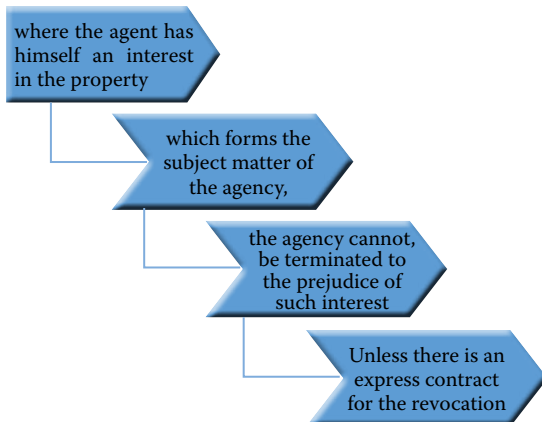 where the agent has
himself an interest
in the property
which forms the
subject matter of
the agency,
the agency cannot,
be terminated to
the prejudice of
such interest
Unless there is an
express contract
for the revocation